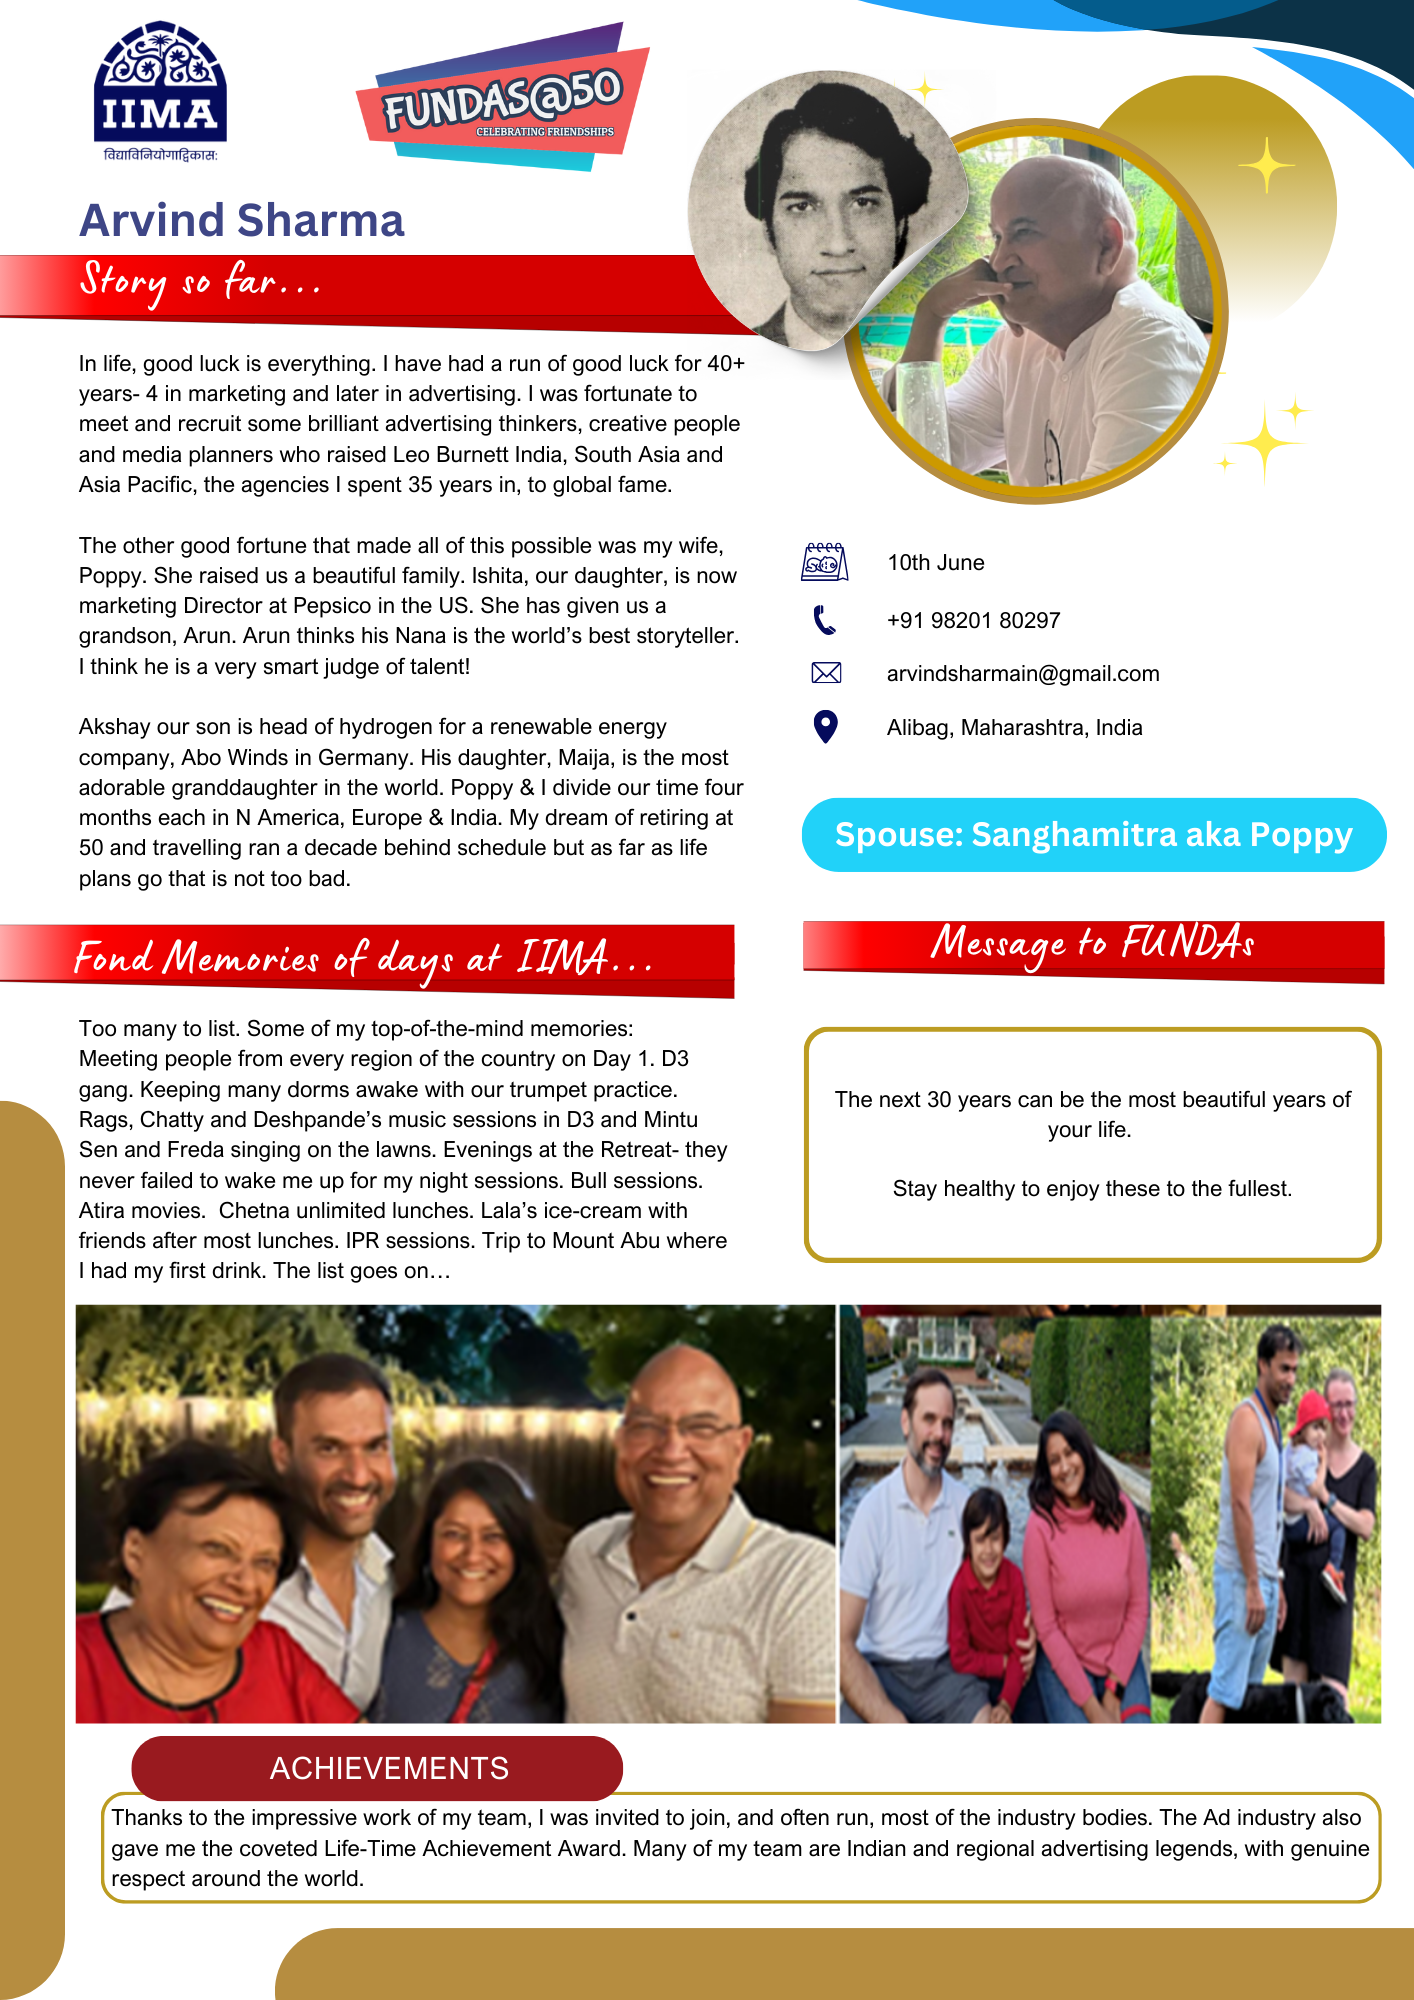 IIMA
विद्याविनियोगाद्विकास:
FUNDAS@50
CELEBRATING FRIENDSHIPS
Arvind Sharma
Story so far...
In life, good luck is everything. I have had a run of good luck for 40+
years- 4 in marketing and later in advertising. I was fortunate to
meet and recruit some brilliant advertising thinkers, creative people
and media planners who raised Leo Burnett India, South Asia and
Asia Pacific, the agencies I spent 35 years in, to global fame.
The other good fortune that made all of this possible was my wife,
Poppy. She raised us a beautiful family. Ishita, our daughter, is now
marketing Director at Pepsico in the US. She has given us a
grandson, Arun. Arun thinks his Nana is the world’s best storyteller.
I think he is a very smart judge of talent!
Akshay our son is head of hydrogen for a renewable energy
company, Abo Winds in Germany. His daughter, Maija, is the most
adorable granddaughter in the world. Poppy & I divide our time four
months each in N America, Europe & India. My dream of retiring at
50 and travelling ran a decade behind schedule but as far as life
plans go that is not too bad.
10th June
+91 98201 80297
arvindsharmain@gmail.com
Alibag, Maharashtra, India
Spouse: Sanghamitra aka Poppy
Fond Memories of days at IIMA...
Too many to list. Some of my top-of-the-mind memories:
Meeting people from every region of the country on Day 1. D3
gang. Keeping many dorms awake with our trumpet practice.
Rags, Chatty and Deshpande’s music sessions in D3 and Mintu
Sen and Freda singing on the lawns. Evenings at the Retreat- they
never failed to wake me up for my night sessions. Bull sessions.
Atira movies.  Chetna unlimited lunches. Lala’s ice-cream with
friends after most lunches. IPR sessions. Trip to Mount Abu where
I had my first drink. The list goes on…
Message to FUNDAs
The next 30 years can be the most beautiful years of
your life.
Stay healthy to enjoy these to the fullest.
ACHIEVEMENTS
Thanks to the impressive work of my team, I was invited to join, and often run, most of the industry bodies. The Ad industry also
gave me the coveted Life-Time Achievement Award. Many of my team are Indian and regional advertising legends, with genuine
respect around the world.